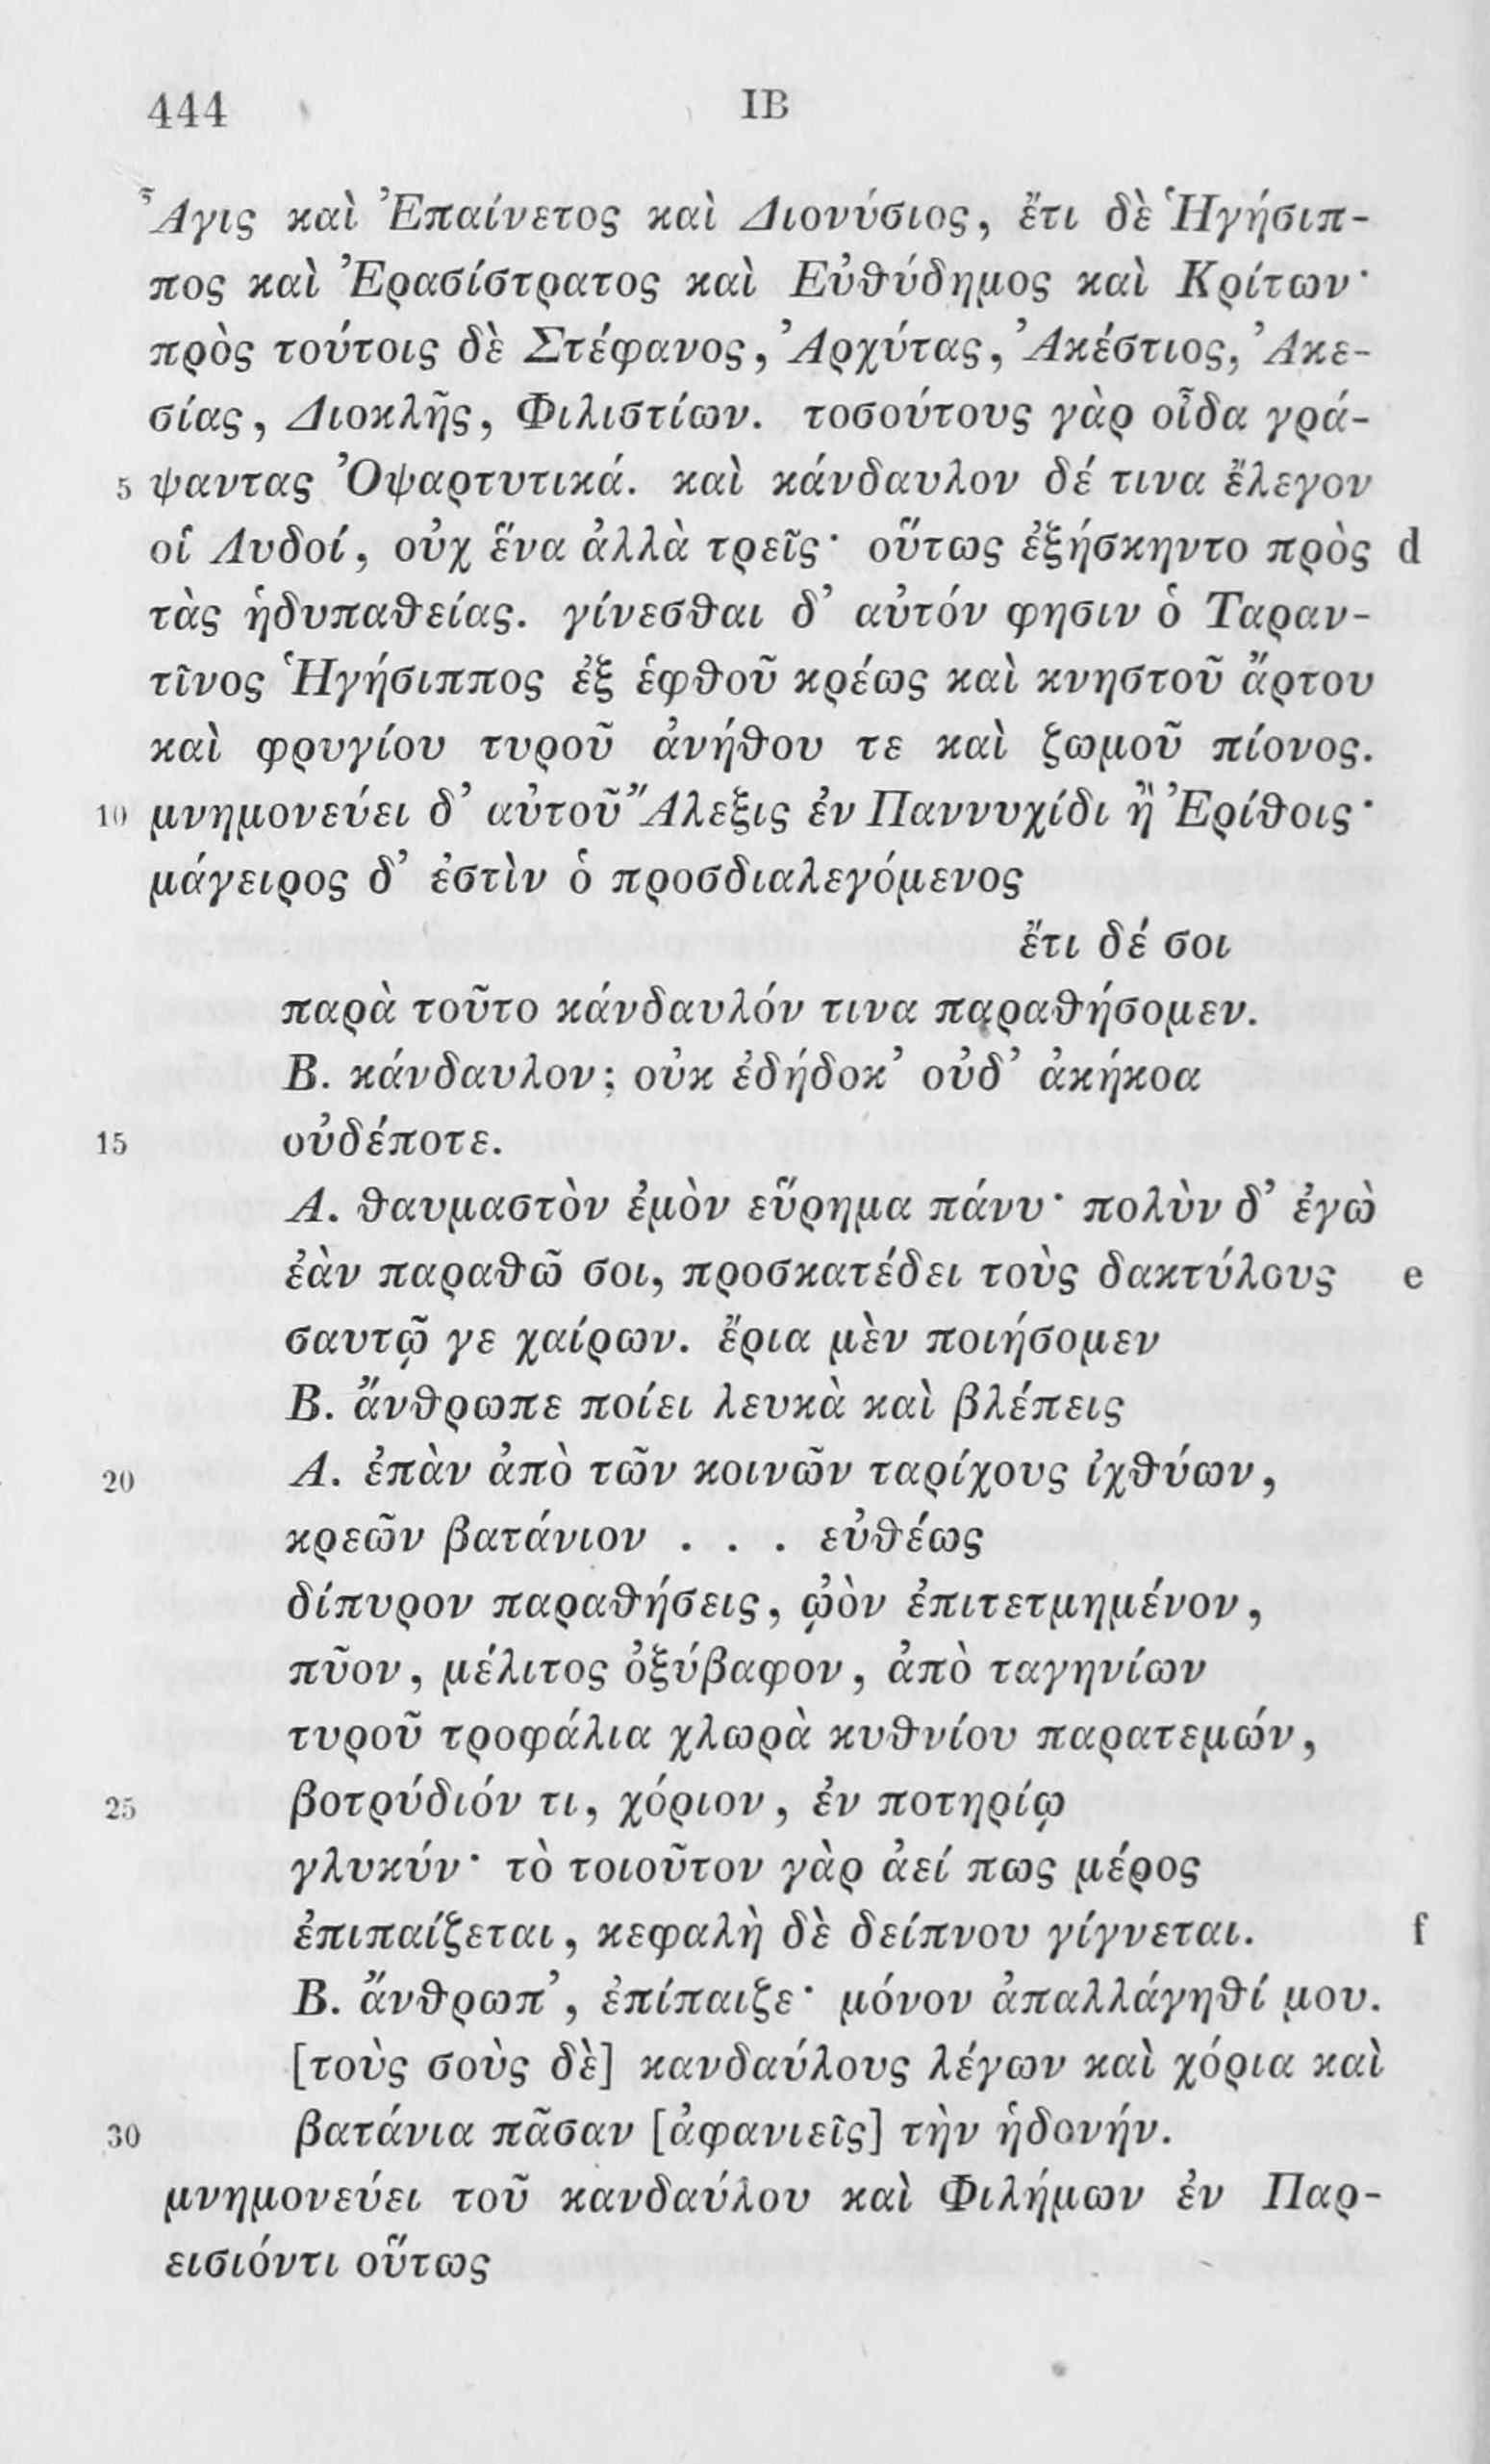 444 ΙΒ
Ἆγις καὶ Ἐπαίνετος καὶ Διονύσιος, ἔτι δὲ Ἡγήσιπ-
πος καὶ Ἐρασίστρατος καὶ Εὐθύδημος καὶ Κρίτων·
πρὸς τούτοις δὲ Στέφανος, Ἀρχύτας, Ἀκέστιος, Ἀκε-
σίας, Διοκλῆς, Φιλιστίων. τοσούτους γὰρ οἶδα γρά-
5 ψαντας Ὀψαρτυτικά. καὶ κάνδαυλον δέ τινα ἔλεγον
οἱ Λυδοί, οὐχ ἕνα ἀλλὰ τρεῖς· οὕτως ἐξήσκηντο πρὸς d
τὰς ἡδυπαθείας. γίνεσθαι δ’ αὐτόν φησιν ὁ Ταραν-
τῖνος Ἡγήσιππος ἐξ ἑφθοῦ κρέως καὶ κνηστοῦ ἄρτου
καὶ φρυγίου τυροῦ ἀνήθου τε καὶ ζωμοῦ πίονος.
10 μνημονεύει δ’ αὐτοῦ Ἄλεξις ἐν Παννυχίδι ἢ Ἐρίθοις·
μάγειρος δ’ ἐστὶν ὁ προσδιαλεγόμενος
ἔτι δέ σοι
παρὰ τοῦτο κάνδαυλόν τινα παραθήσομεν.
Β. κάνδαυλον; οὐκ ἐδήδοκ’ οὐδ’ ἀκήκοα
15 οὐδέποτε.
Α. θαυμαστὸν ἐμὸν εὕρημα πάνυ· πολὺν δ’ ἐγὼ
ἐὰν παραθῶ σοι, προσκατέδει τοὺς δακτύλους e
σαυτῷ γε χαίρων. ἔρια μὲν ποιήσομεν
Β. ἄνθρωπε ποίει λευκὰ καὶ βλέπεις
20 Α. ἐπὰν ἀπὸ τῶν κοινῶν ταρίχους ἰχθύων,
κρεῶν βατάνιον . . . εὐθέως
δίπυρον παραθήσεις, ᾠὸν ἐπιτετμημένον,
πῦον, μέλιτος ὀξύβαφον, ἀπὸ ταγηνίων
τυροῦ τροφάλια χλωρὰ κυθνίου παρατεμών,
25 βοτρύδιόν τι, χόριον, ἐν ποτηρίῳ
γλυκύν· τὸ τοιοῦτον γὰρ ἀεί πως μέρος
ἐπιπαίζεται, κεφαλὴ δὲ δείπνου γίγνεται. f
Β. ἄνθρωπ’, ἐπίπαιζε· μόνον ἀπαλλάγηθί μου.
[τοὺς σοὺς δὲ] κανδαύλους λέγων καὶ χόρια καὶ
30 βατάνια πᾶσαν [ἀφανιεῖς] τὴν ἡδονήν.
μνημονεύει τοῦ κανδαύλου καὶ Φιλήμων ἐν Παρ-
εισιόντι οὕτως